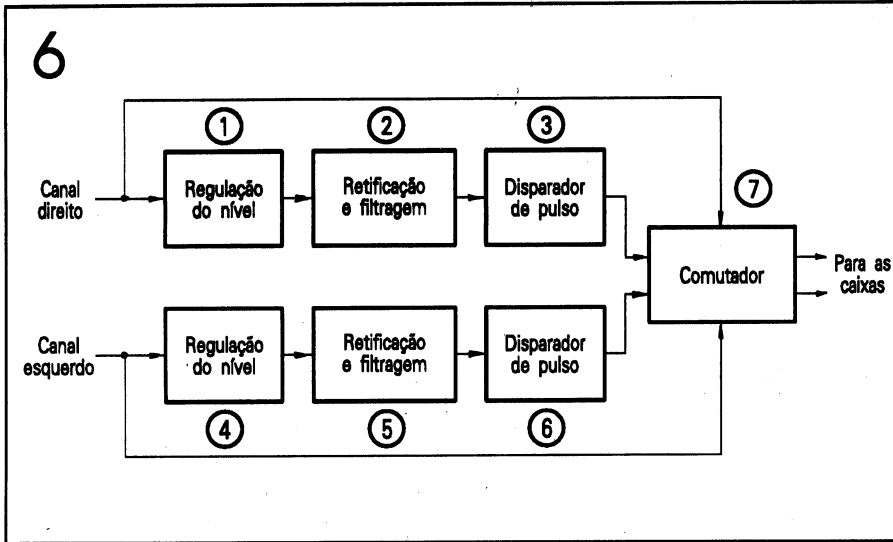 6
1
2
3
Canal
direito
Regulação
do nível
Retificação
e filtragem
Disparador
de pulso
7
Comutador
Para as
caixas
Canal
esquerdo
Regulação
do nível
Retificação
e filtragem
Disparador
de pulso
4
5
6